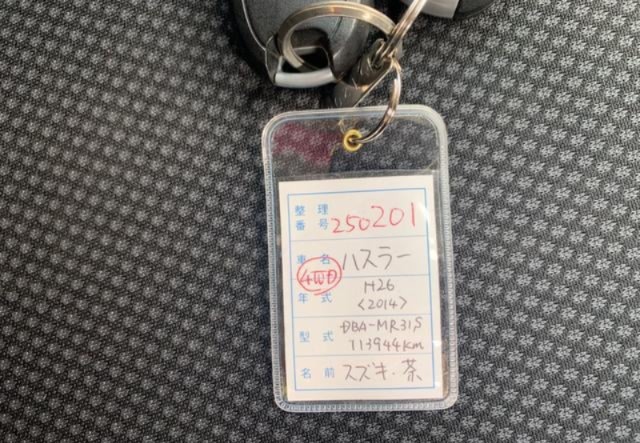 整理番号 250201
車名 ハスラー
4WD
年式 H26
<2014>
型式 DBA-MR31S
113944km
名前 スズキ・茶